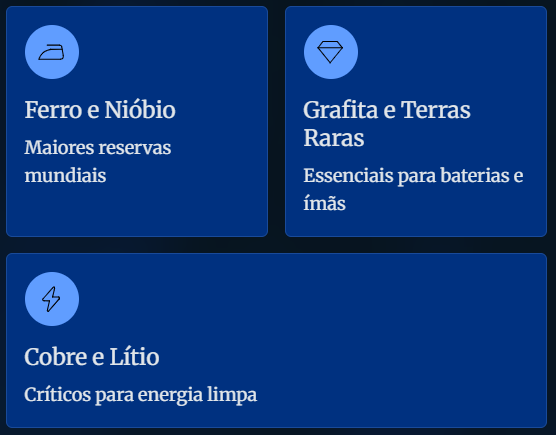 Ferro e Nióbio
Maiores reservas
mundiais
Grafita e Terras
Raras
Essenciais para baterias e
ímãs
Cobre e Lítio
Críticos para energia limpa